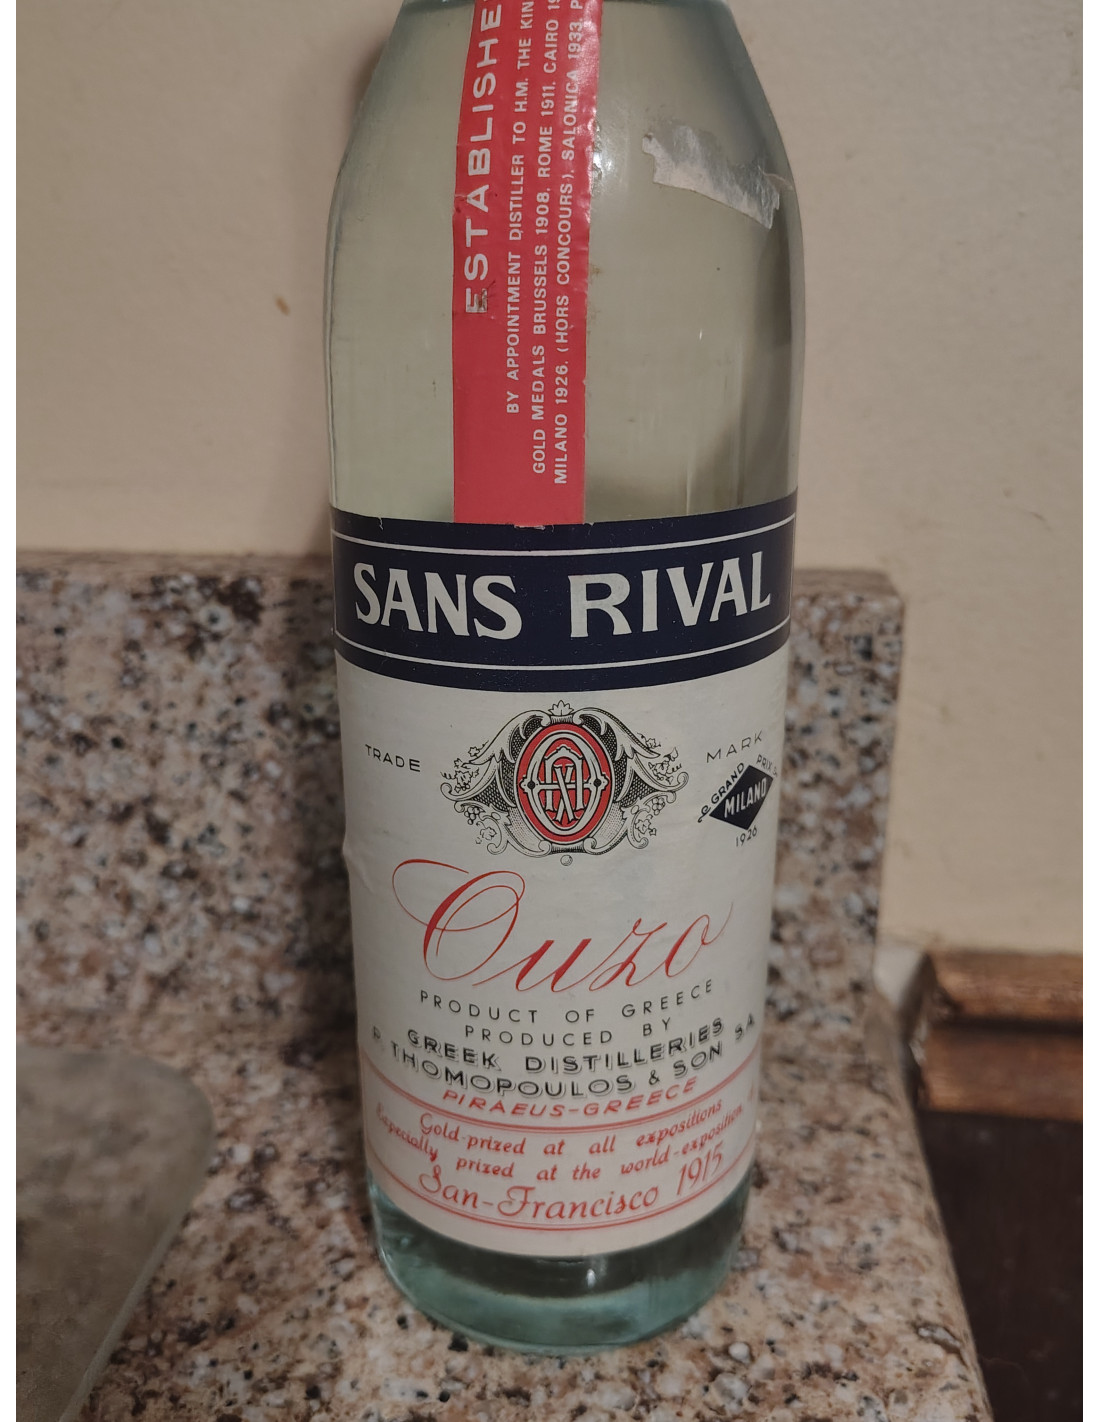 ESTABLISHE
BY APPOINTMENT DISTILLER TO H.M. THE KIN
GOLD MEDALS BRUSSELS 1908, ROME 1911, CAIRO 19
MILANO 1926, (HORS CONCOURS), SALONICA 1933, P
SANS RIVAL
TRADE MARK
GRAND PRIX
MILANO
1926
Ouzo
PRODUCT OF GREECE
PRODUCED BY
GREEK DISTILLERIES
P THOMOPOULOS & SON SA
PIRAEUS-GREECE
Gold-prized at all expositions
Especially prized at the world-exposition
San-Francisco 1915